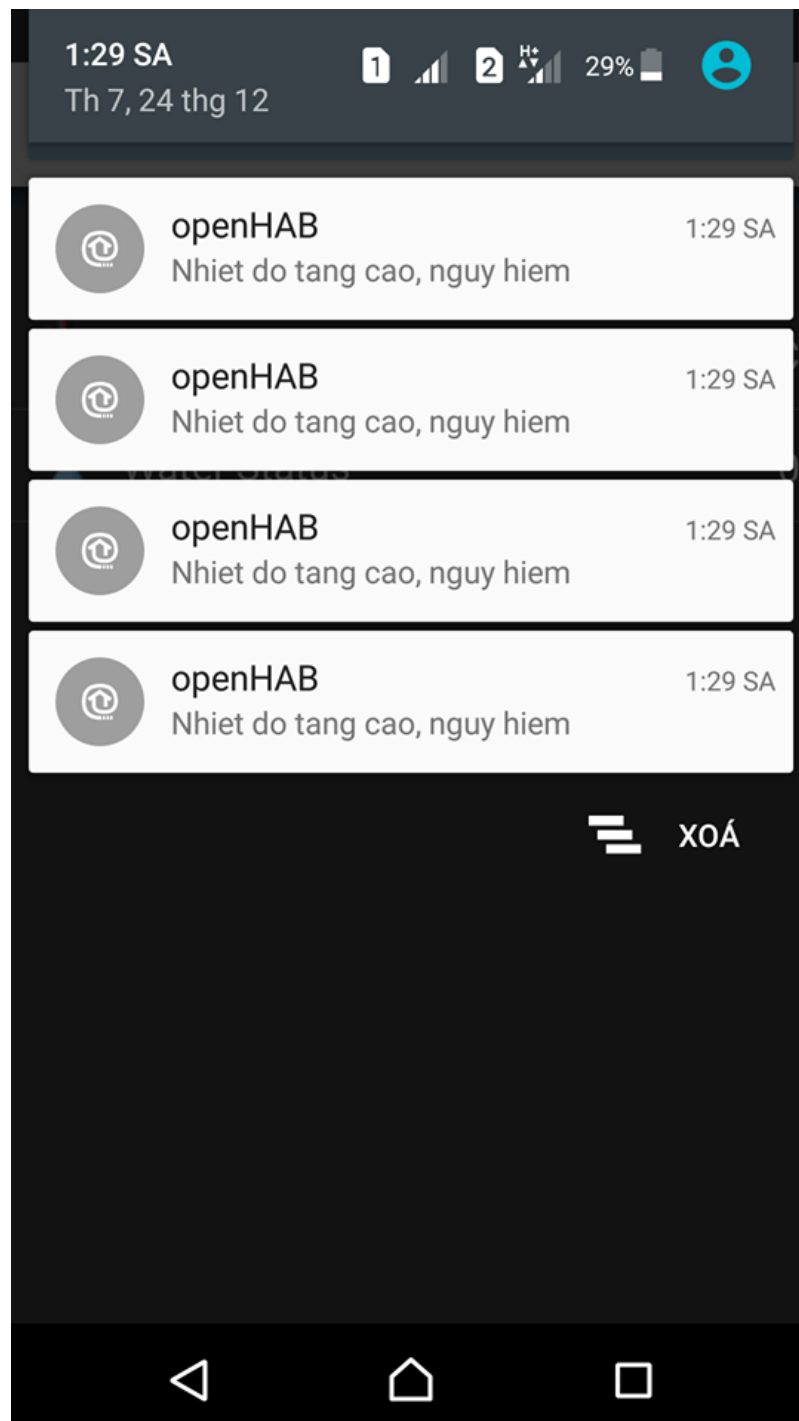 1:29 SA
Th 7, 24 thg 12
1
2
H+
29%
openHAB
1:29 SA
Nhiet do tang cao, nguy hiem
openHAB
1:29 SA
Nhiet do tang cao, nguy hiem
Water Status
openHAB
1:29 SA
Nhiet do tang cao, nguy hiem
openHAB
1:29 SA
Nhiet do tang cao, nguy hiem
XOÁ